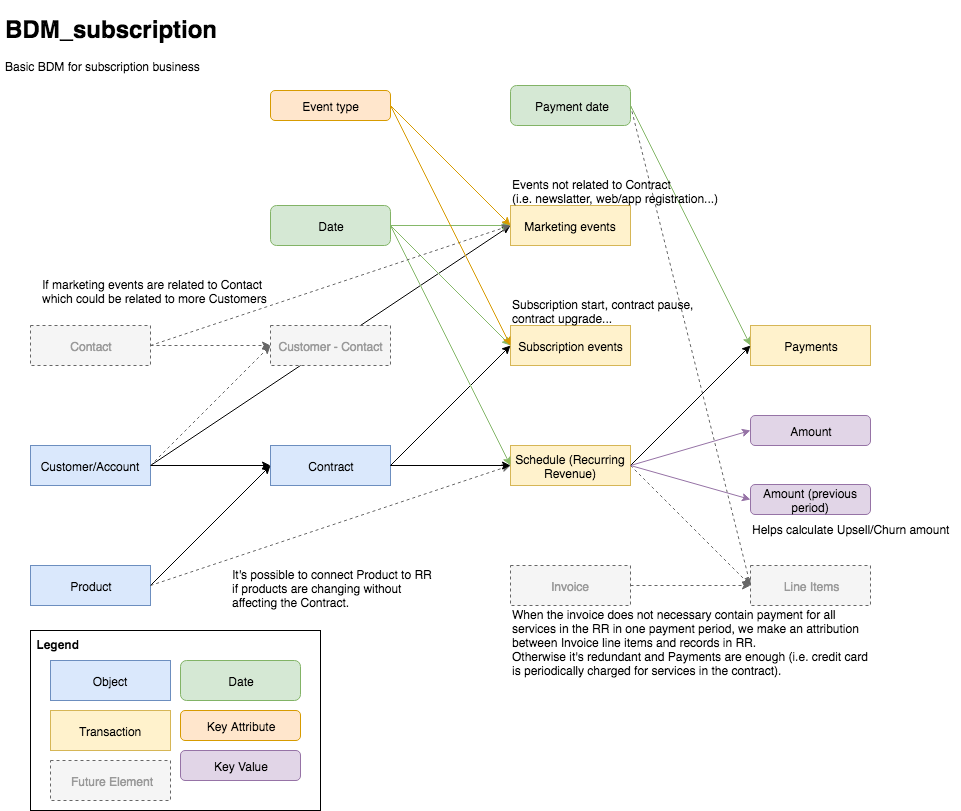 BDM_subscription
Basic BDM for subscription business
Event type
Payment date
Events not related to Contract
(i.e. newslatter, web/app registration...)
Date
Marketing events
If marketing events are related to Contact
which could be related to more Customers
Subscription start, contract pause,
contract upgrade...
Contact
Customer - Contact
Subscription events
Payments
Amount
Customer/Account
Contract
Schedule (Recurring
Revenue)
Amount (previous
period)
Helps calculate Upsell/Churn amount
Product
It's possible to connect Product to RR
if products are changing without
affecting the Contract.
Invoice
Line Items
When the invoice does not necessary contain payment for all
services in the RR in one payment period, we make an attribution
between Invoice line items and records in RR.
Otherwise it's redundant and Payments are enough (i.e. credit card
is periodically charged for services in the contract).
Legend
Object
Date
Transaction
Key Attribute
Future Element
Key Value